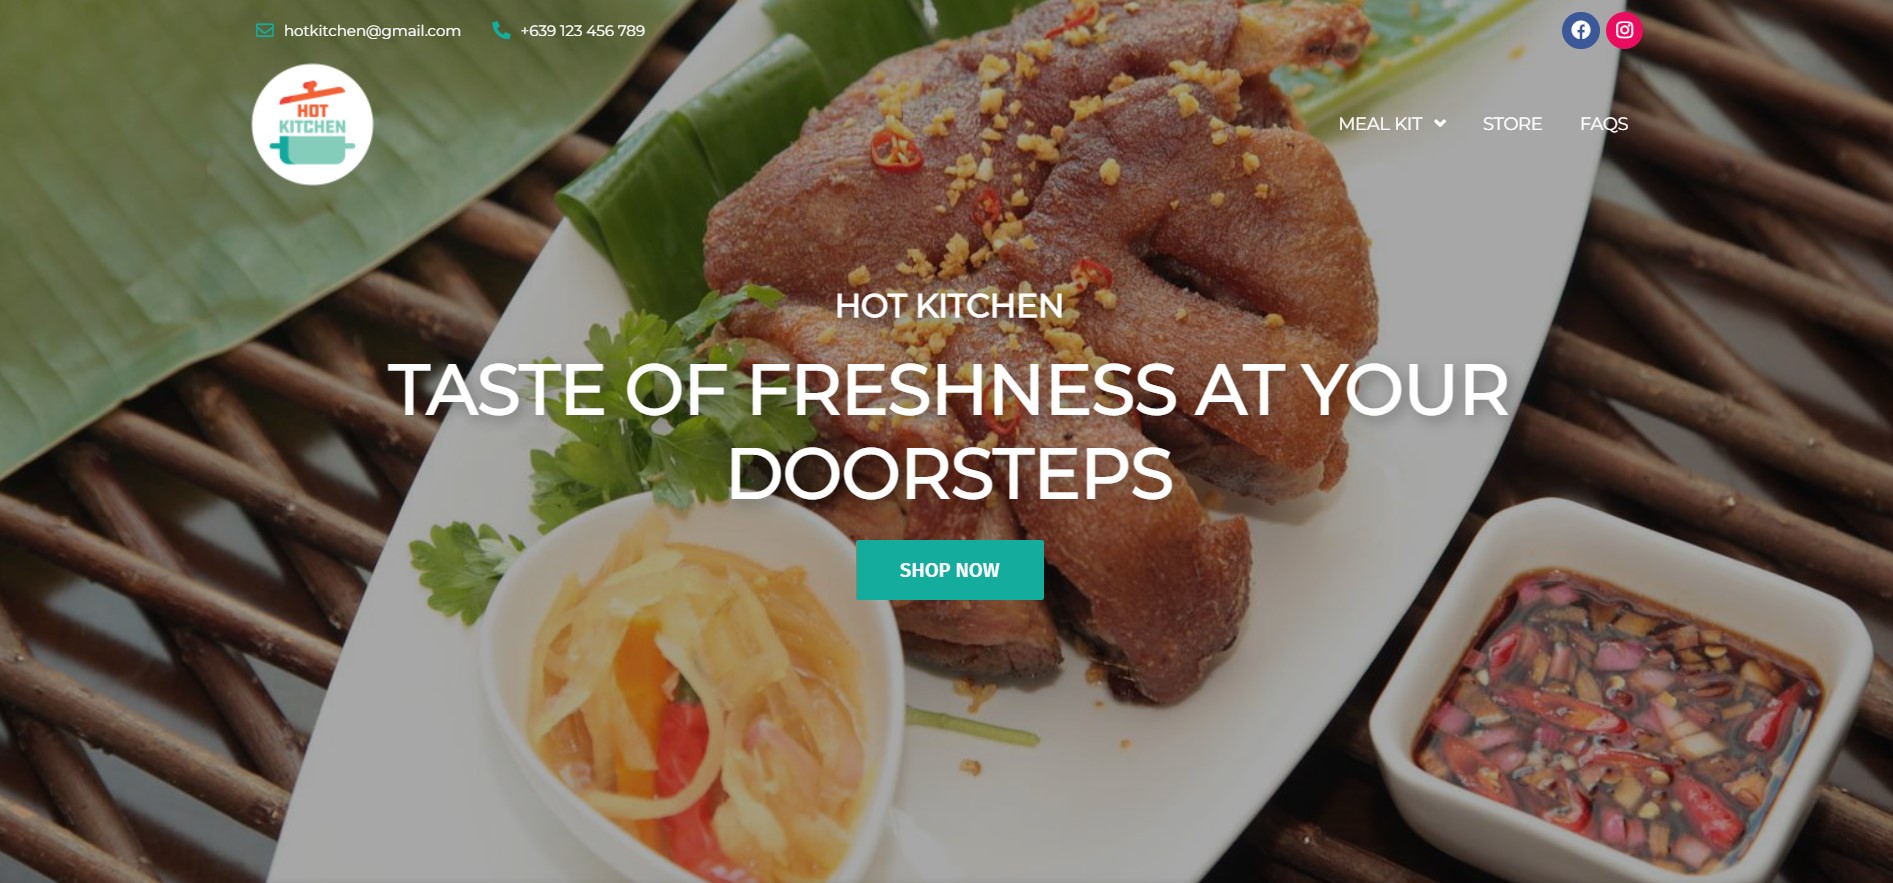 hotkitchen@gmail.com
+639 123 456 789
HOT
KITCHEN
MEAL KIT
STORE
FAQS
HOT KITCHEN
TASTE OF FRESHNESS AT YOUR
DOORSTEPS
SHOP NOW